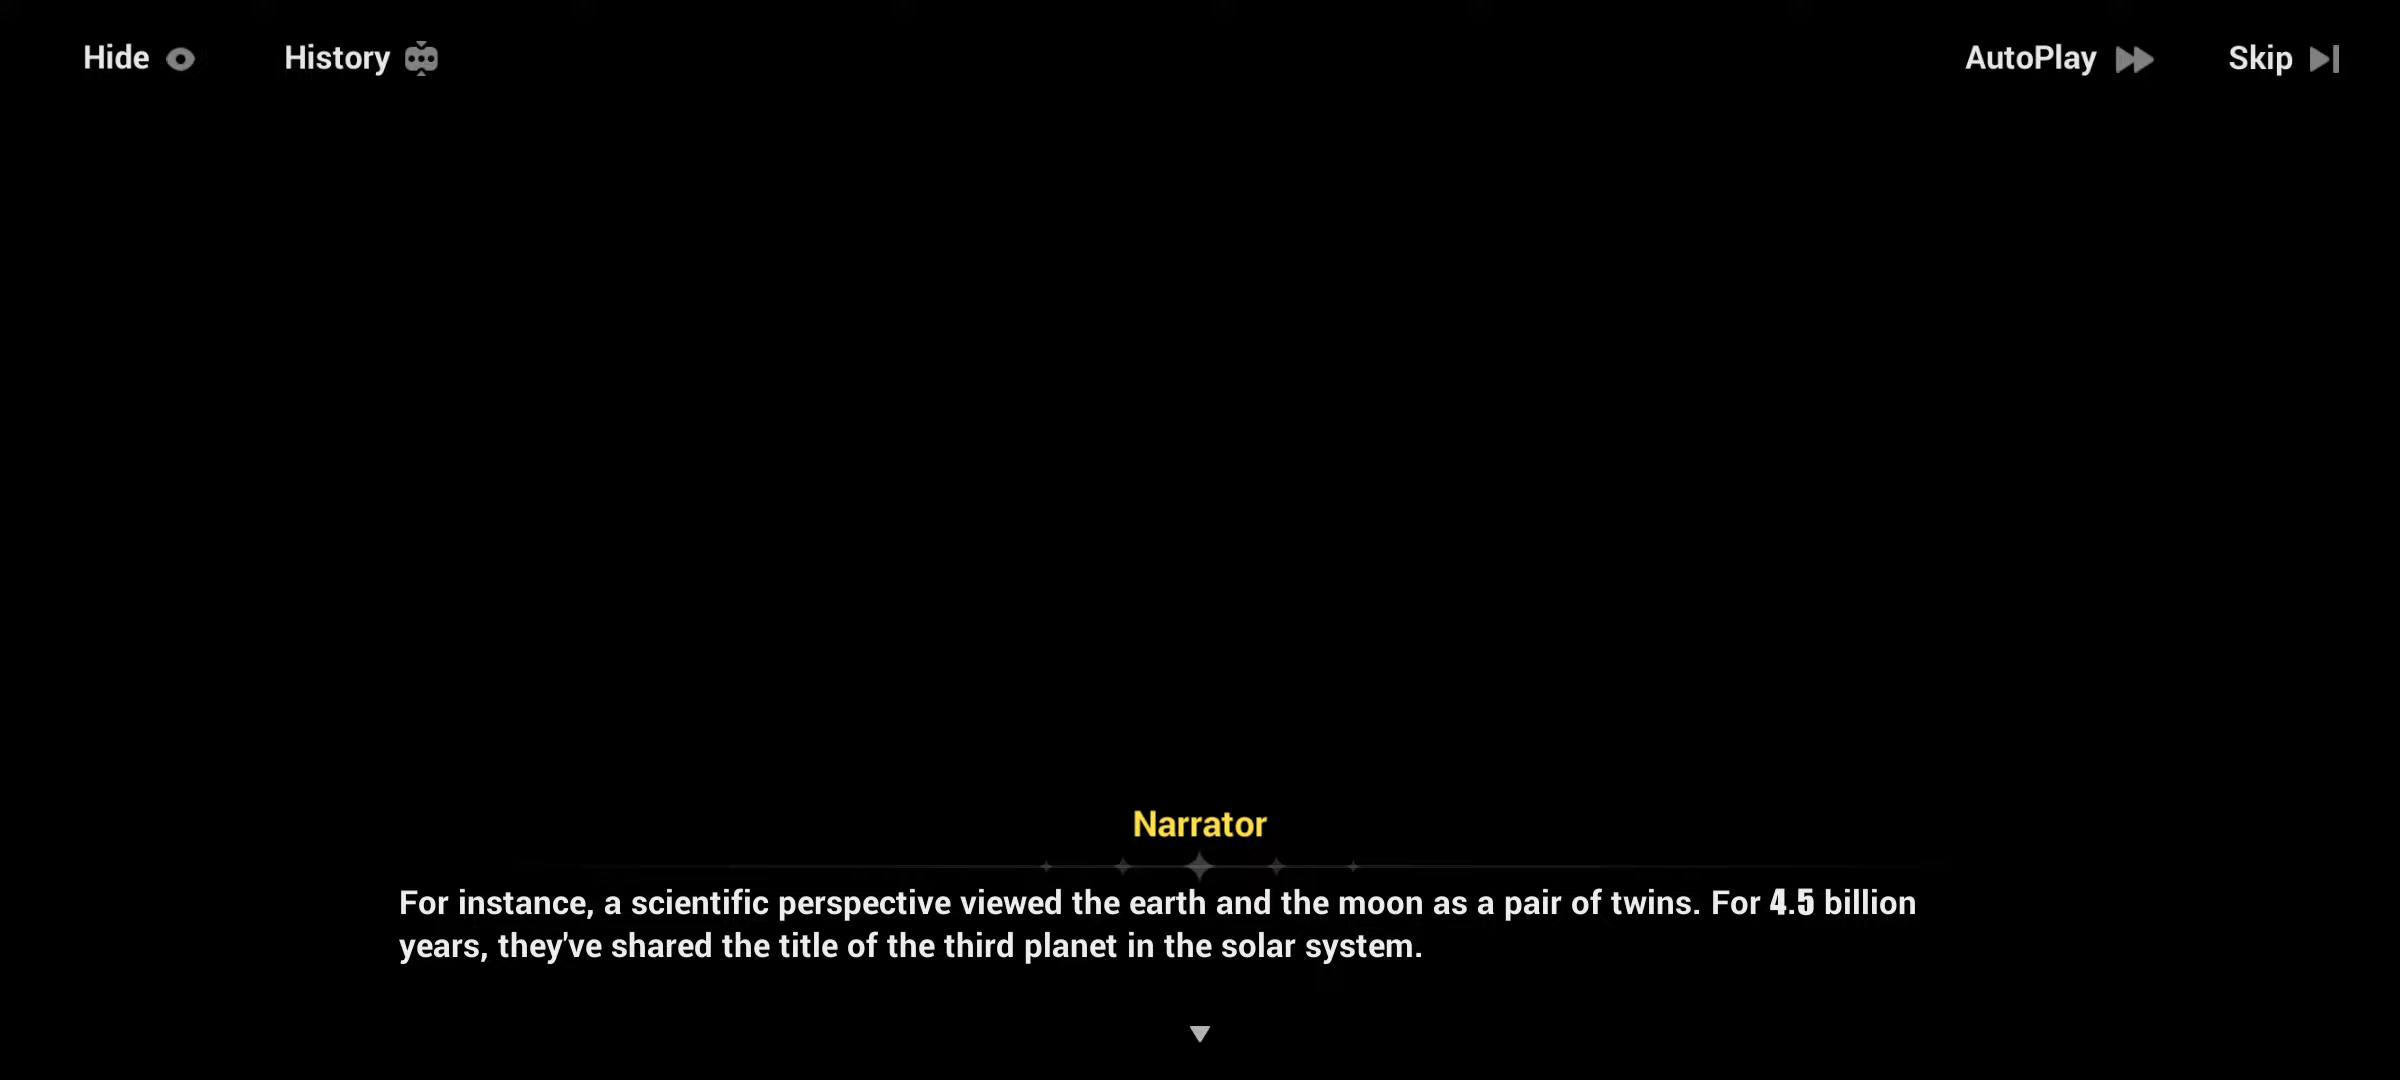 Hide
History
AutoPlay
Skip
Narrator
For instance, a scientific perspective viewed the earth and the moon as a pair of twins. For 4.5 billion
years, they've shared the title of the third planet in the solar system.